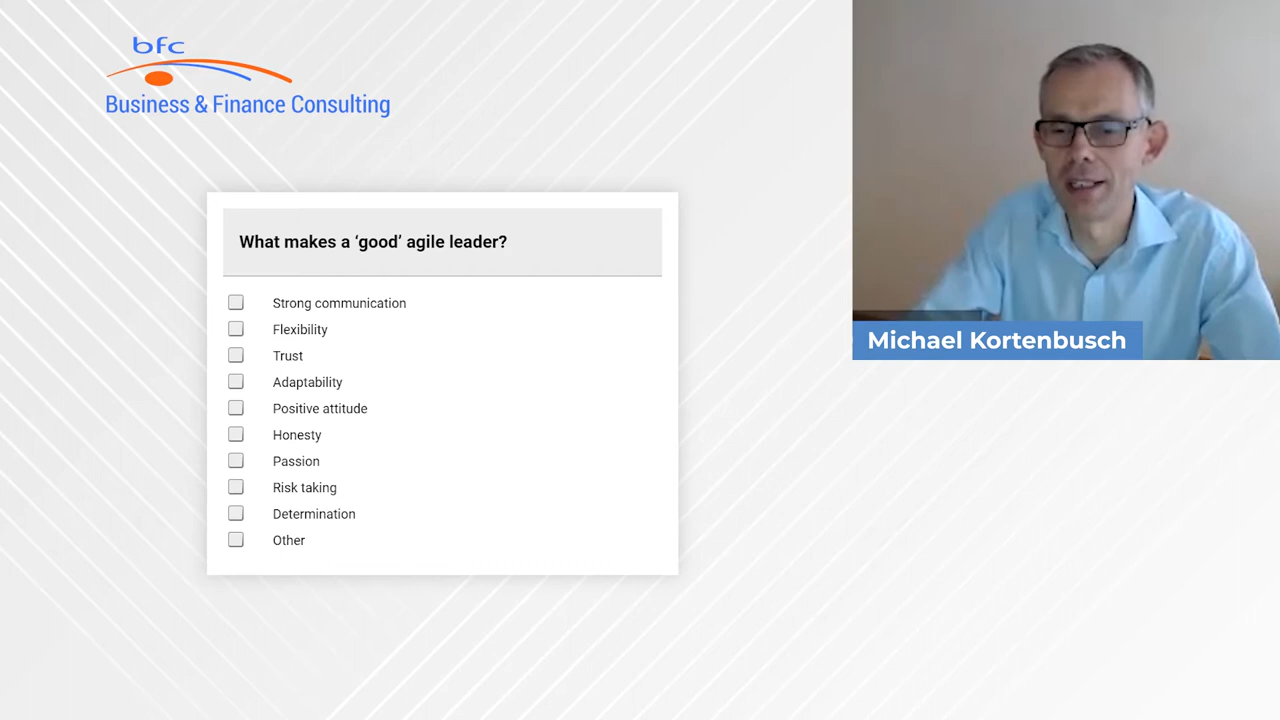 bfc
Business & Finance Consulting
What makes a ‘good’ agile leader?
Strong communication
Flexibility
Trust
Adaptability
Positive attitude
Honesty
Passion
Risk taking
Determination
Other
Michael Kortenbusch